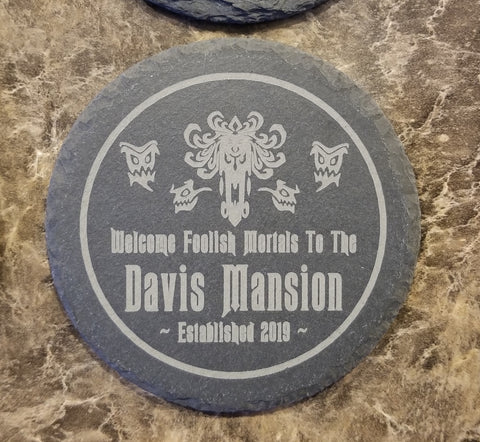 Welcome Foolish Mortals To The
Davis Mansion
~ Established 2019 ~